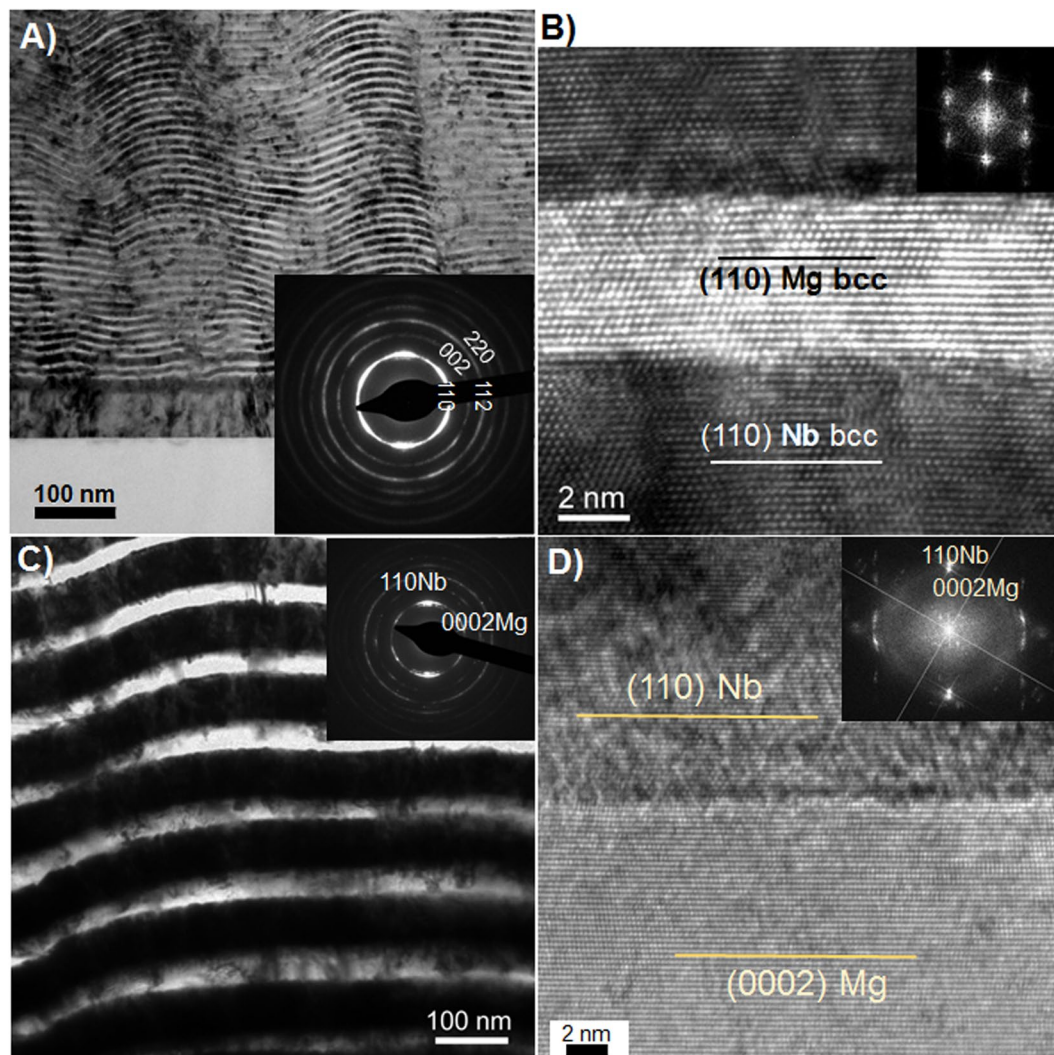 A)
220
002
110
112
100 nm
B)
(110) Mg bcc
(110) Nb bcc
2 nm
C)
110Nb
0002Mg
100 nm
D)
110Nb
0002Mg
(110) Nb
(0002) Mg
2 nm